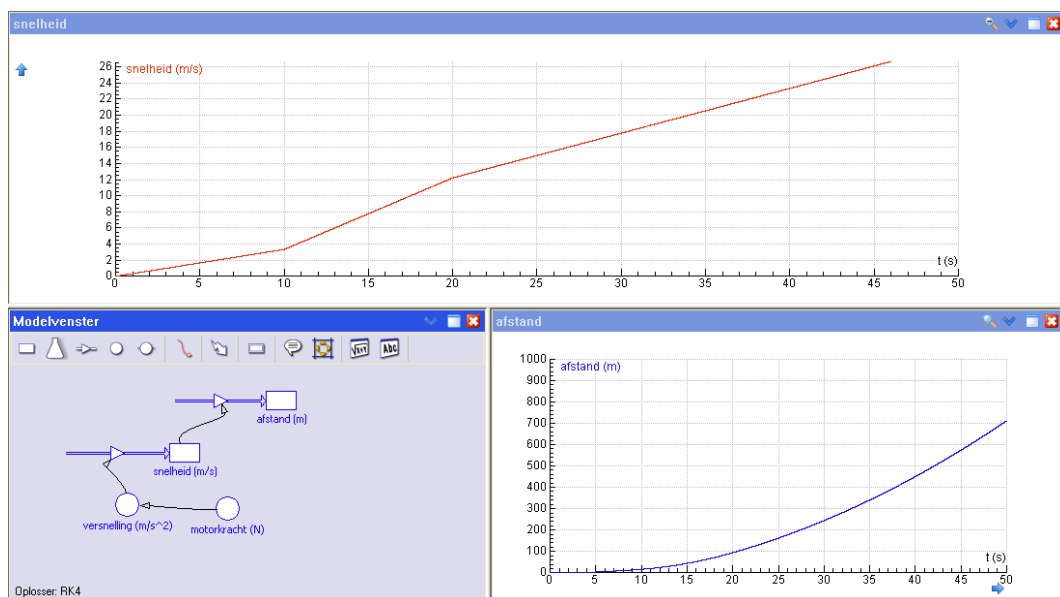 snelheid
snelheid (m/s)
26
24
22
20
18
16
14
12
10
8
6
4
2
0
t (s)
0 5 10 15 20 25 30 35 40 45 50
Modelvenster
Abc
afstand (m)
snelheid (m/s)
versnelling (m/s^2)
motorkracht (N)
Oplosser: RK4
afstand
afstand (m)
1000
900
800
700
600
500
400
300
200
100
0
t (s)
0 5 10 15 20 25 30 35 40 45 50